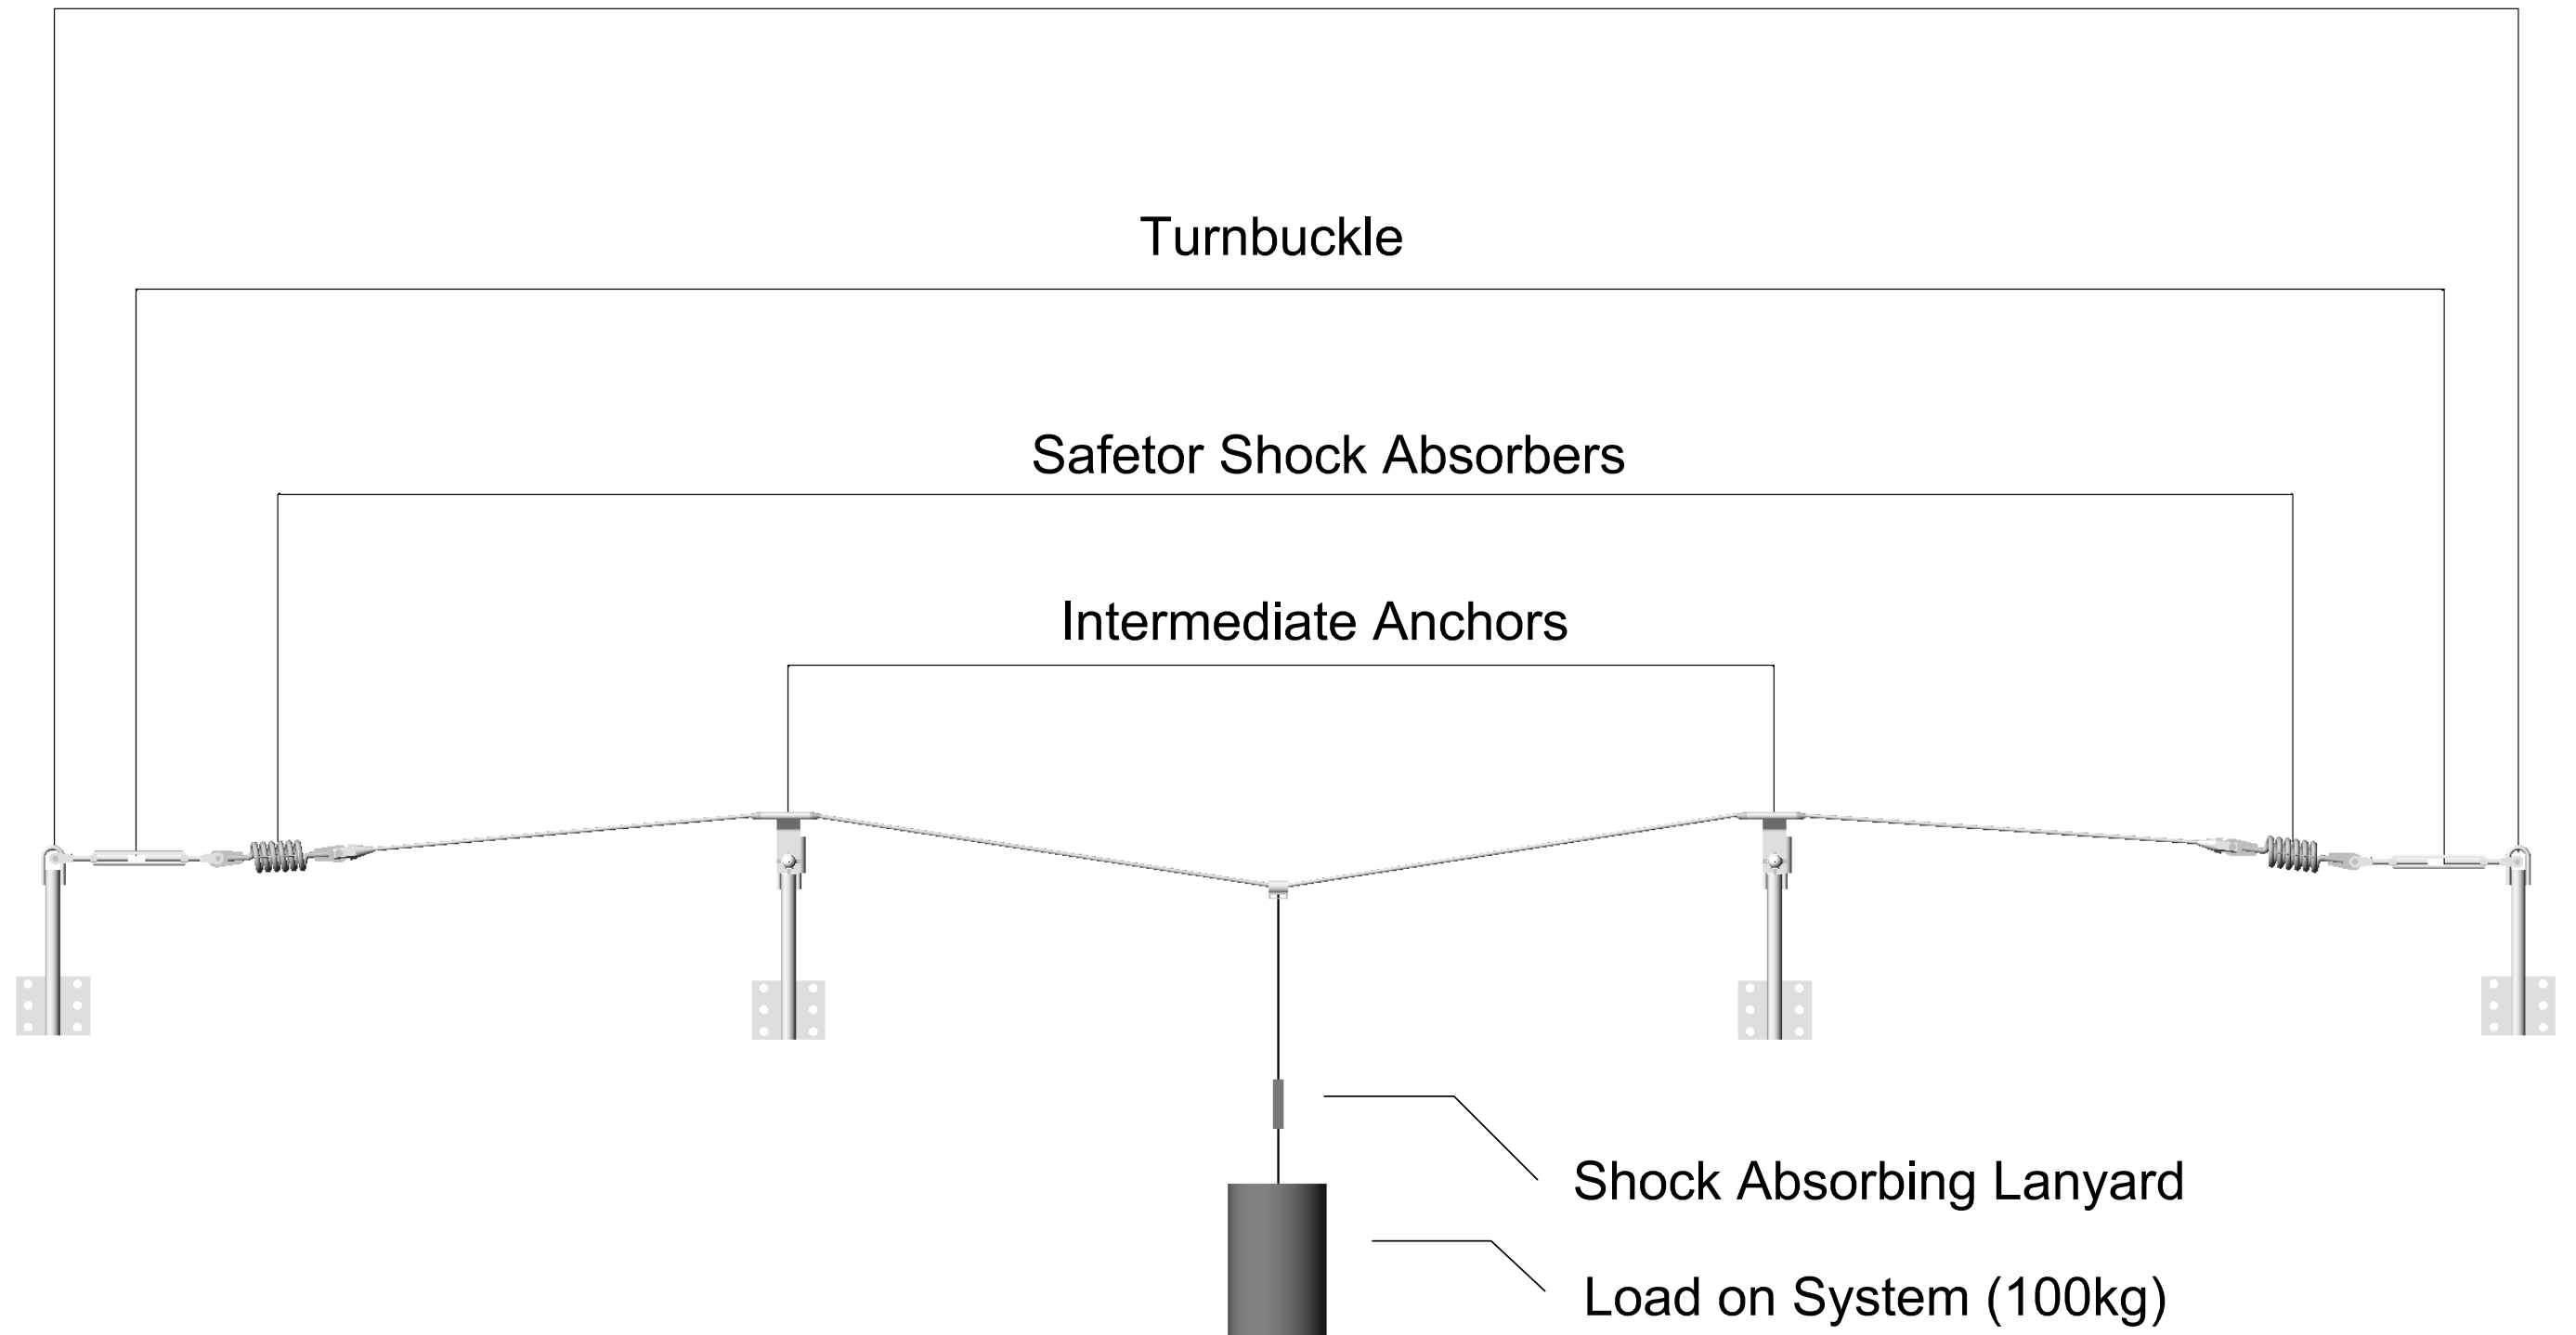 Turnbuckle
Safetor Shock Absorbers
Intermediate Anchors
Shock Absorbing Lanyard
Load on System (100kg)